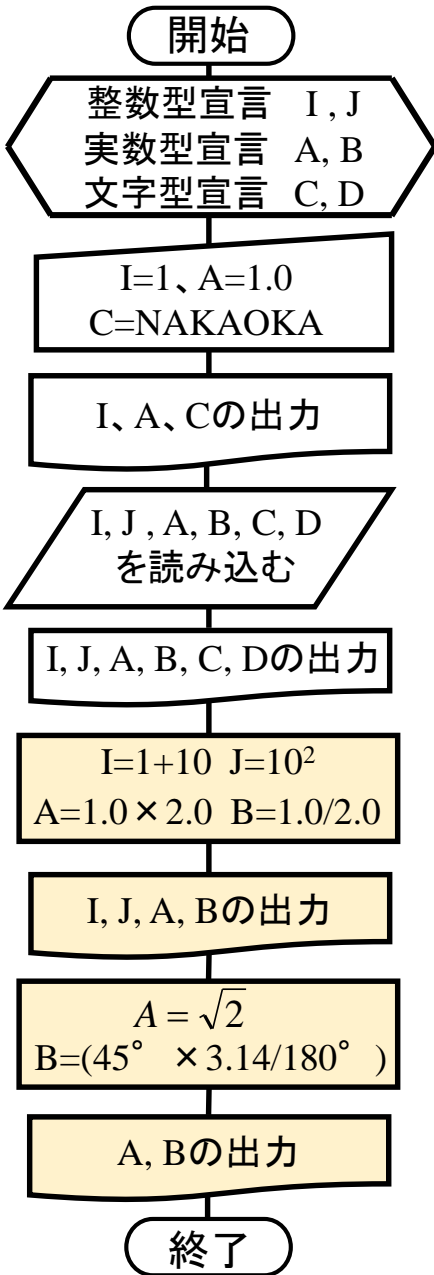 開始
整数型宣言 I , J
実数型宣言 A, B
文字型宣言 C, D
I=1、A=1.0
C=NAKAOKA
I、A、Cの出力
I, J , A, B, C, D
を読み込む
I, J, A, B, C, Dの出力
I=1+10 J=10²
A=1.0×2.0 B=1.0/2.0
I, J, A, Bの出力
A = √2
B=(45° ×3.14/180° )
A, Bの出力
終了